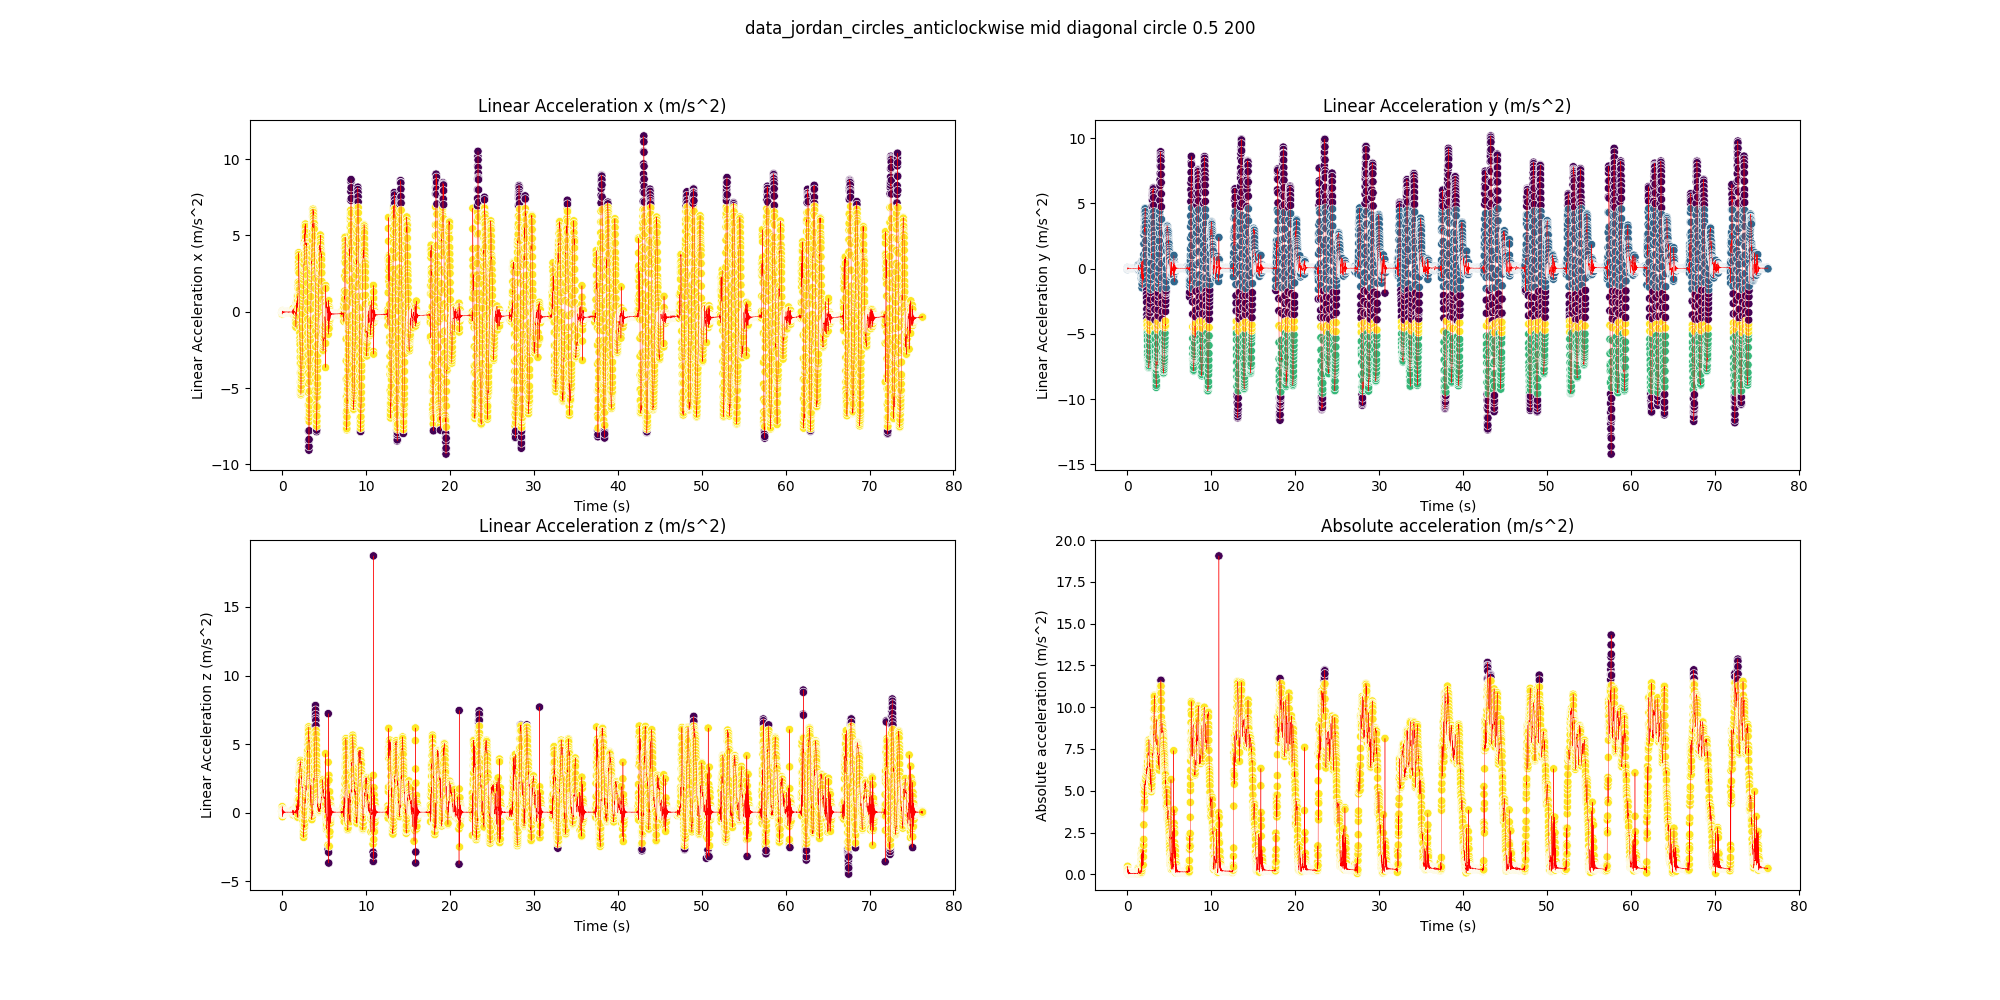 data_jordan_circles_anticlockwise mid diagonal circle 0.5 200
Linear Acceleration x (m/s^2)
Linear Acceleration x (m/s^2)
10
5
0
−5
−10
0 10 20 30 40 50 60 70 80
Time (s)
Linear Acceleration y (m/s^2)
Linear Acceleration y (m/s^2)
10
5
0
−5
−10
−15
0 10 20 30 40 50 60 70 80
Time (s)
Linear Acceleration z (m/s^2)
Linear Acceleration z (m/s^2)
15
10
5
0
−5
0 10 20 30 40 50 60 70 80
Time (s)
Absolute acceleration (m/s^2)
Absolute acceleration (m/s^2)
20.0
17.5
15.0
12.5
10.0
7.5
5.0
2.5
0.0
0 10 20 30 40 50 60 70 80
Time (s)